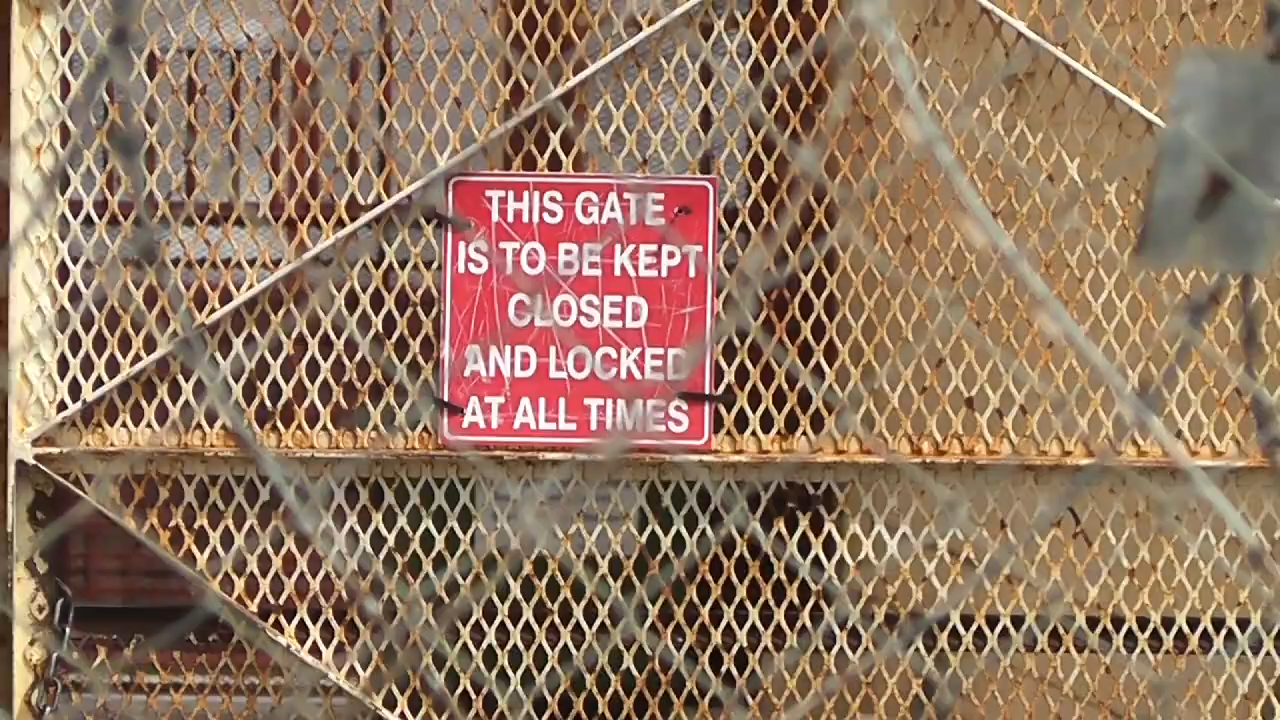 THIS GATE
IS TO BE KEPT
CLOSED
AND LOCKED
AT ALL TIMES